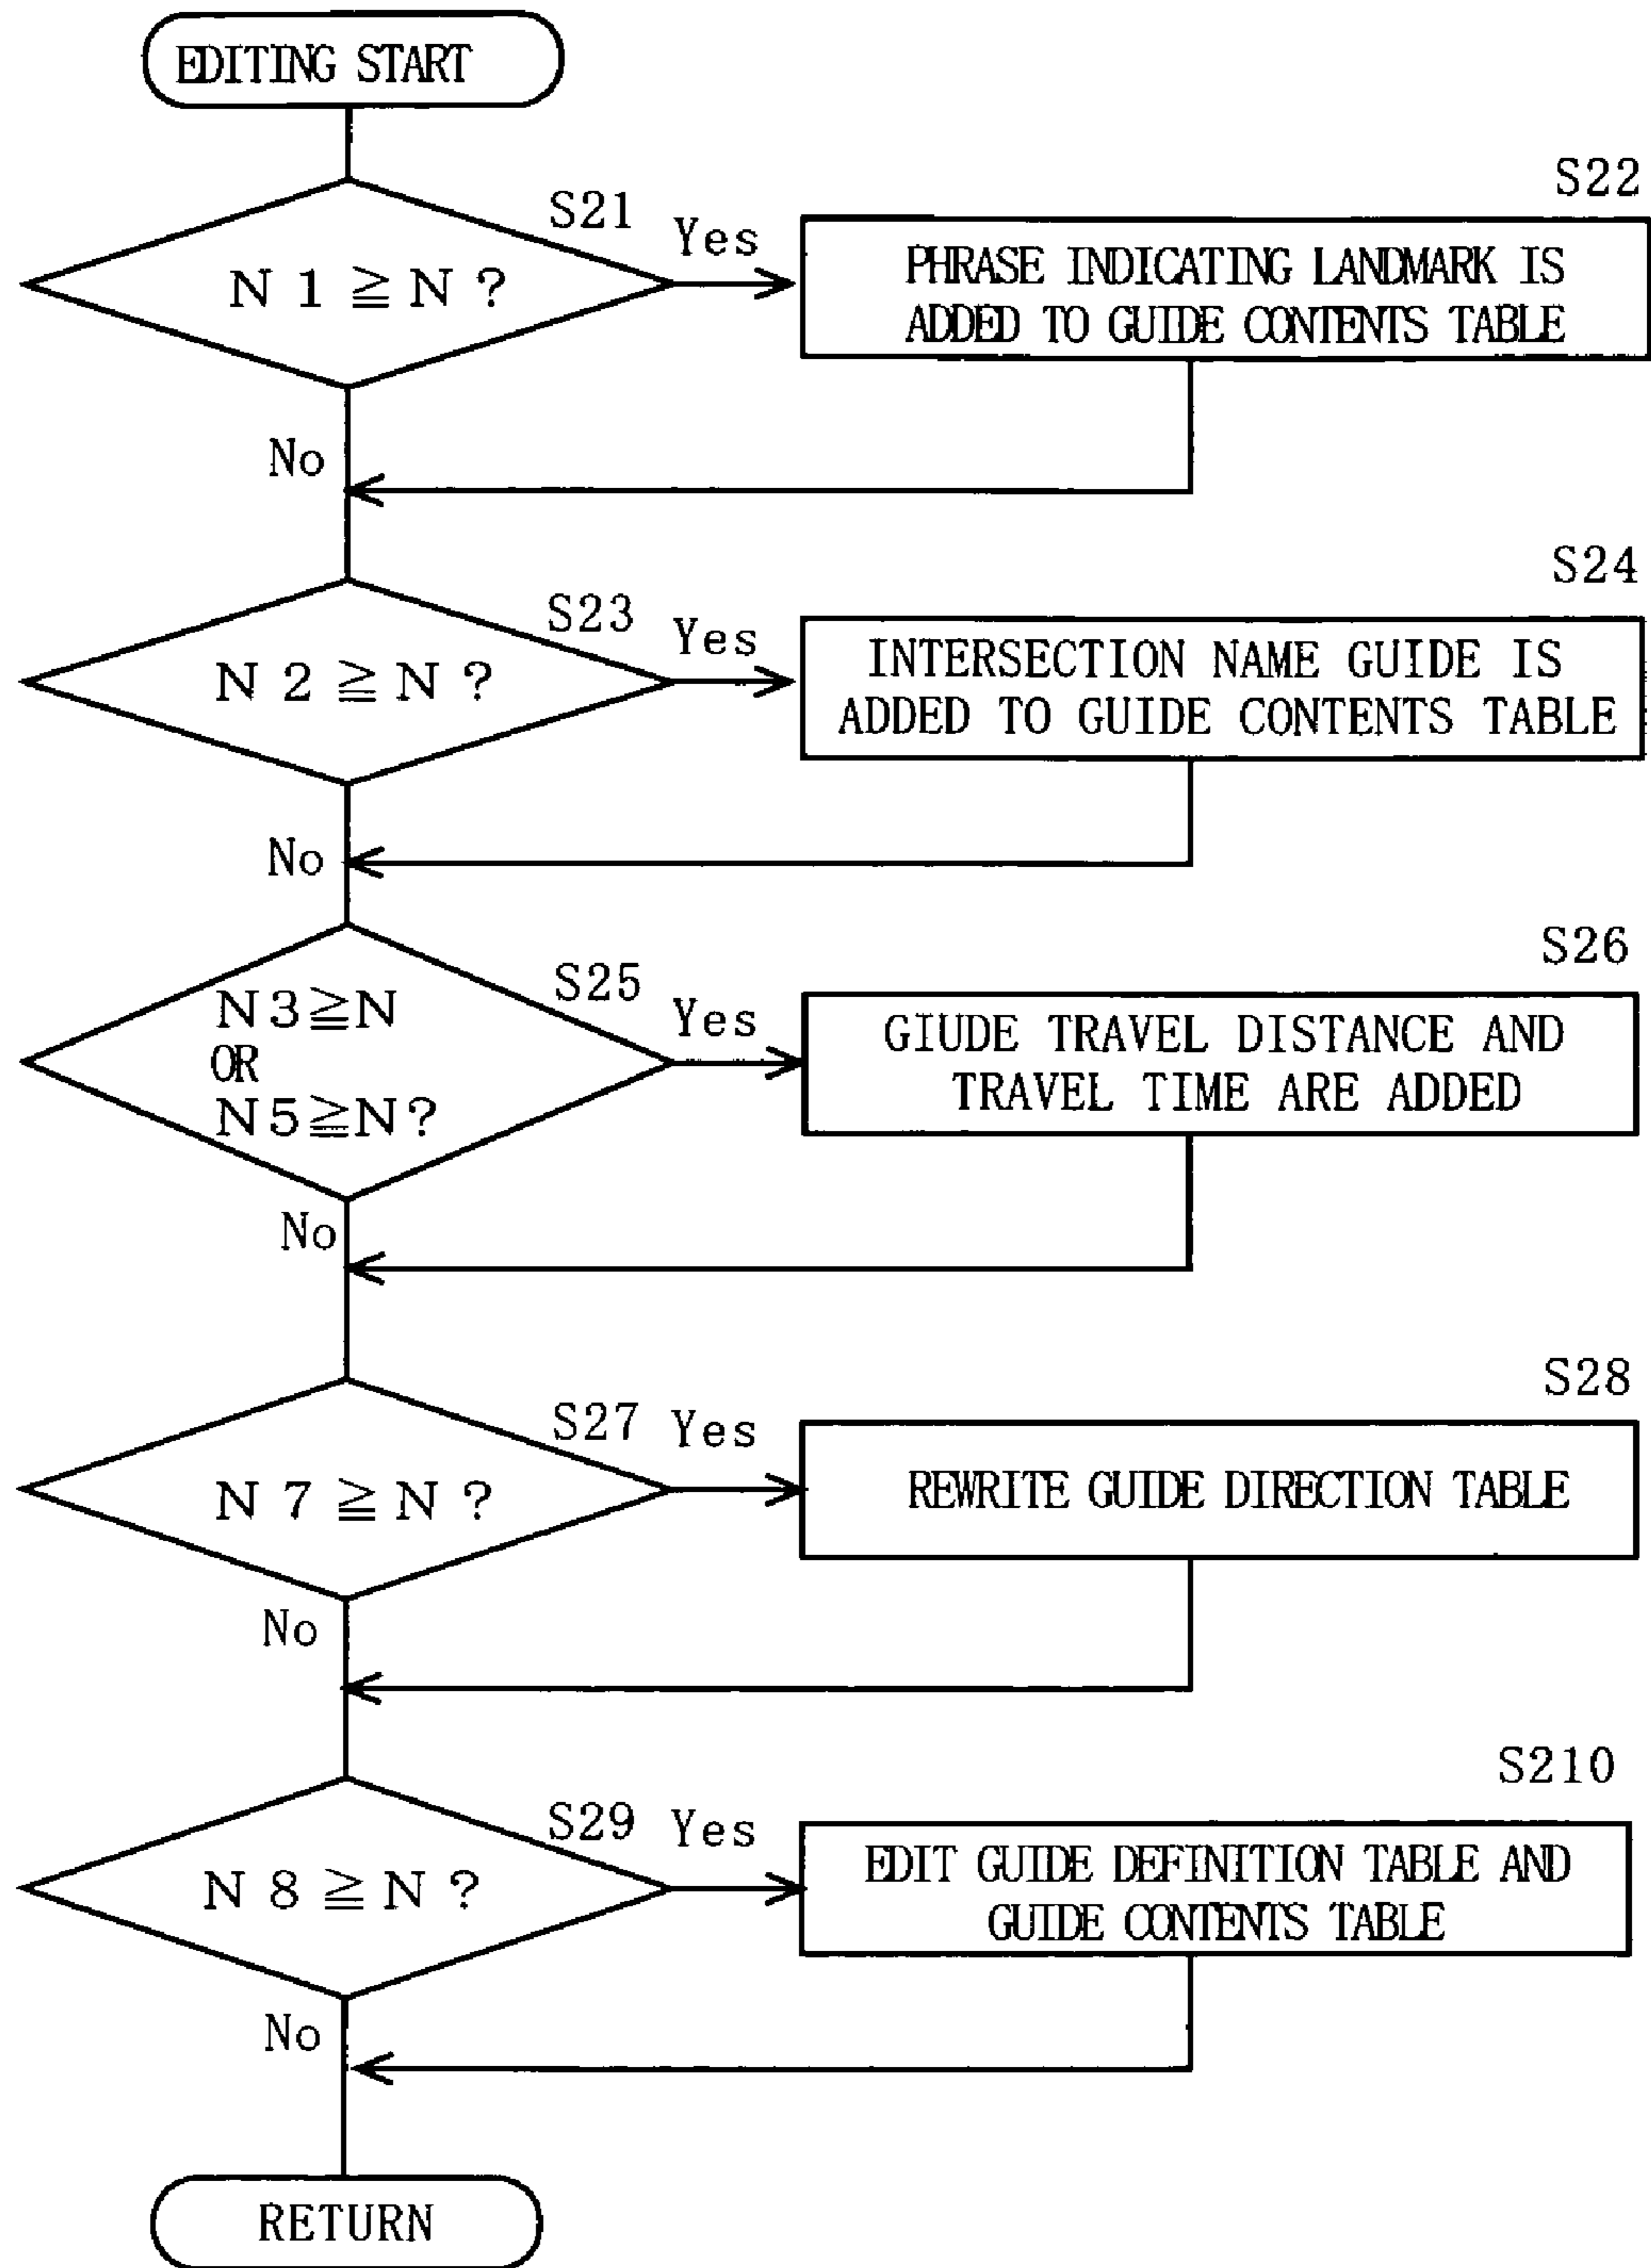 EDITING START
S21
N 1 ≧ N ?
Yes
S22
PHRASE INDICATING LANDMARK IS
ADDED TO GUIDE CONTENTS TABLE
No
S23
N 2 ≧ N ?
Yes
S24
INTERSECTION NAME GUIDE IS
ADDED TO GUIDE CONTENTS TABLE
No
S25
N3≧N
OR
N5≧N?
Yes
S26
GIUDE TRAVEL DISTANCE AND
TRAVEL TIME ARE ADDED
No
S27
N 7 ≧ N ?
Yes
S28
REWRITE GUIDE DIRECTION TABLE
No
S29
N 8 ≧ N ?
Yes
S210
EDIT GUIDE DEFINITION TABLE AND
GUIDE CONTENTS TABLE
No
RETURN